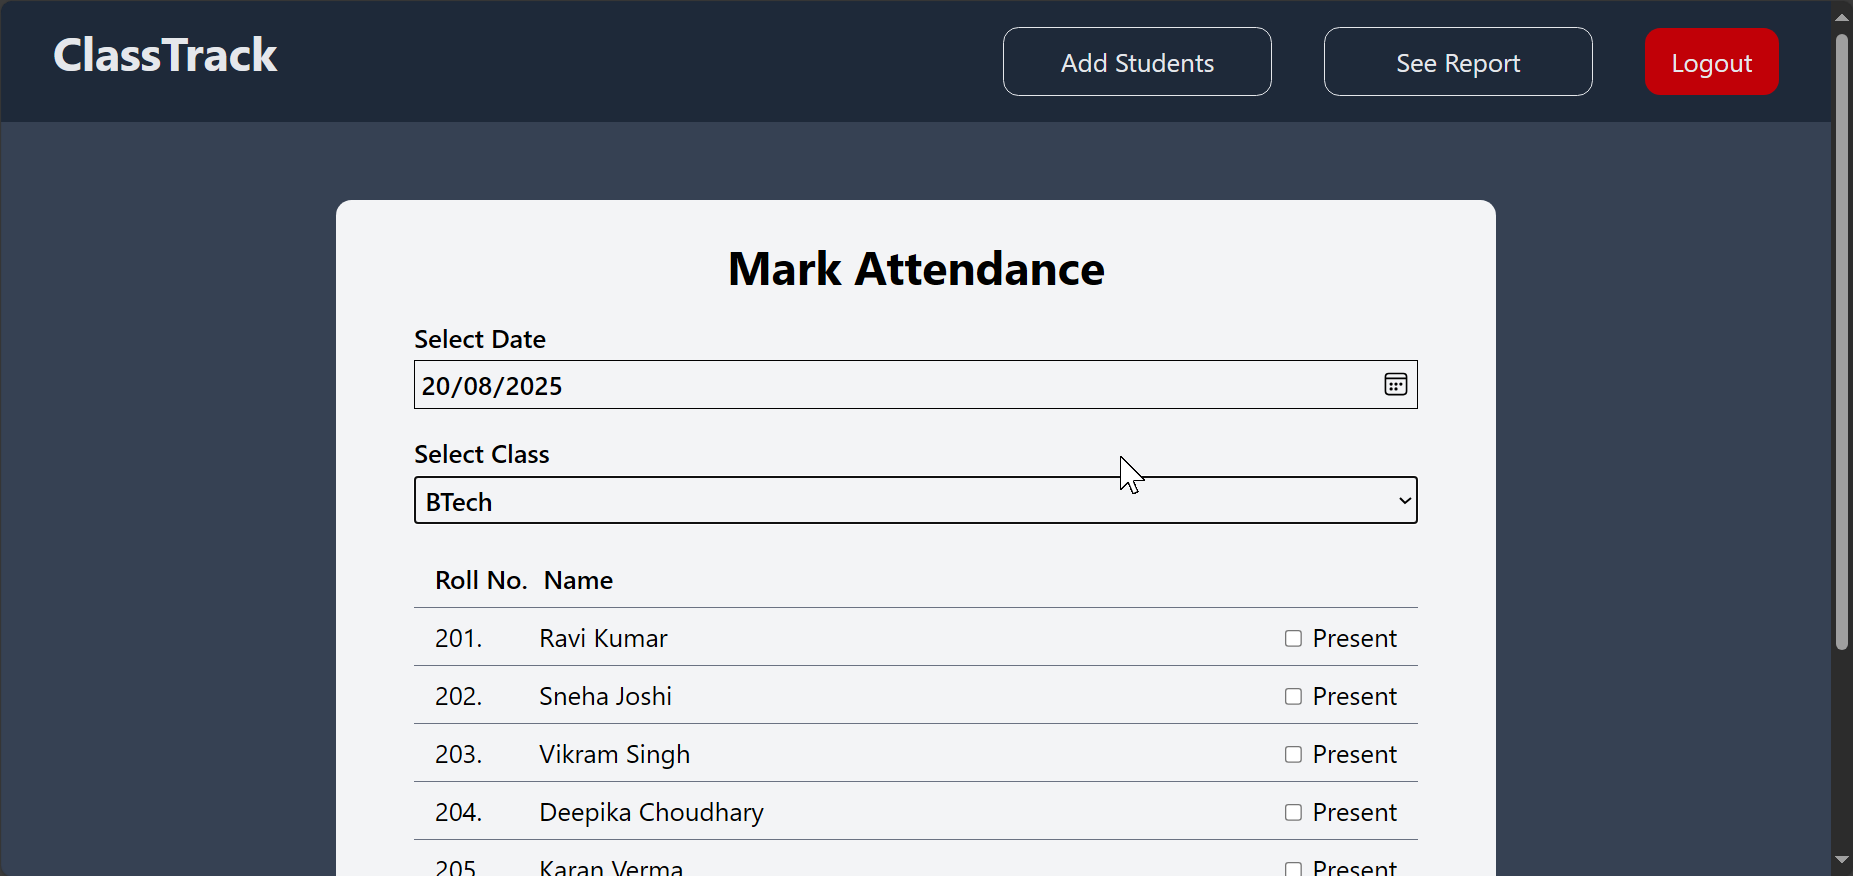 ClassTrack
Add Students
See Report
Logout
Mark Attendance
Select Date
20/08/2025
Select Class
BTech
Roll No. Name
201. Ravi Kumar Present
202. Sneha Joshi Present
203. Vikram Singh Present
204. Deepika Choudhary Present
205. Karan Verma Present